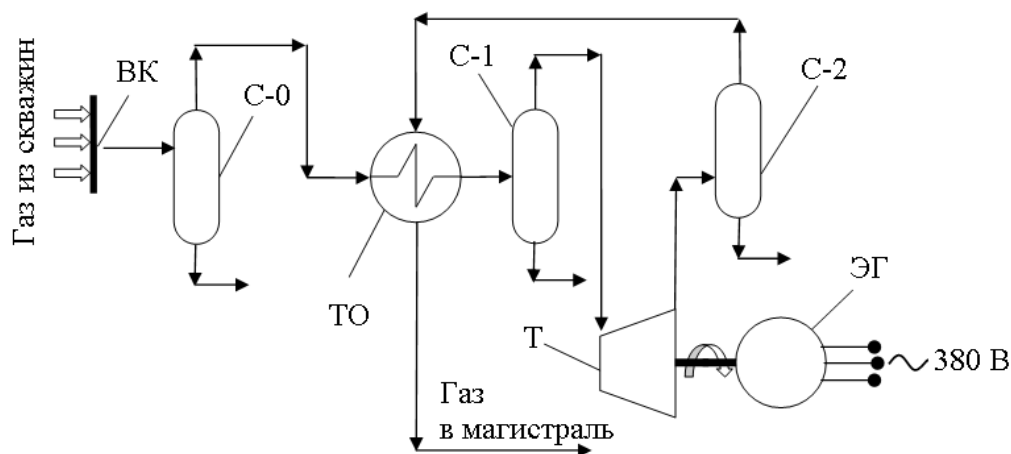 Газ из скважин
ВК
С-0
С-1
С-2
ТО
Т
ЭГ
380 В
Газ
в магистраль